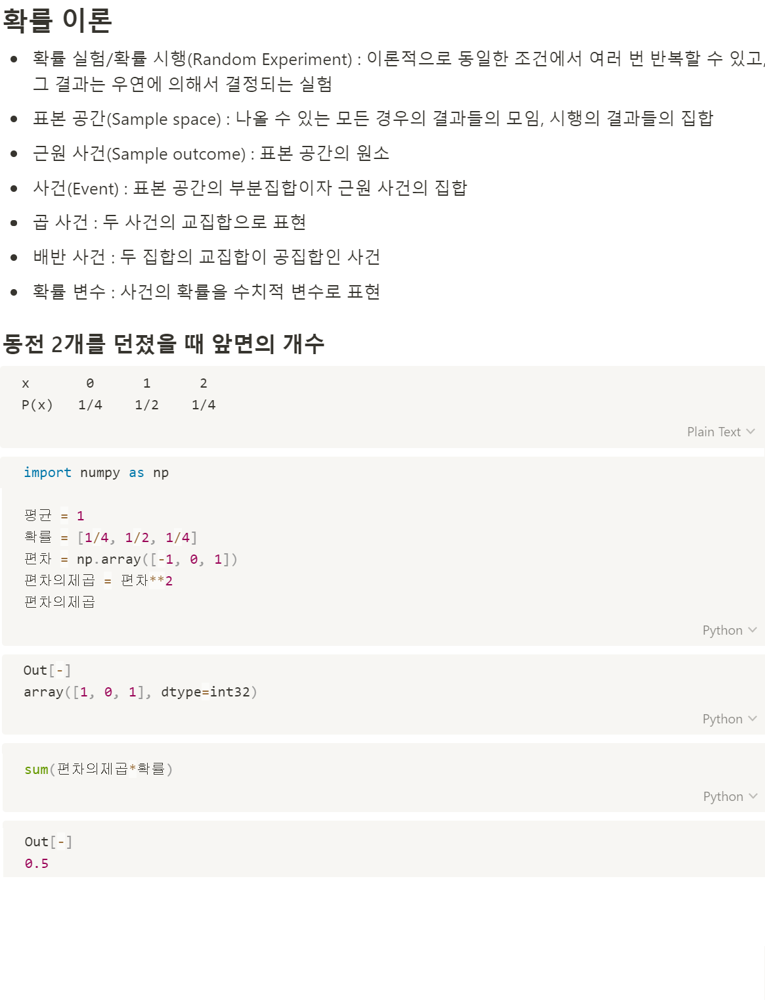 확률 이론
• 확률 실험/확률 시행(Random Experiment) : 이론적으로 동일한 조건에서 여러 번 반복할 수 있고,
그 결과는 우연에 의해서 결정되는 실험
• 표본 공간(Sample space) : 나올 수 있는 모든 경우의 결과들의 모임, 시행의 결과들의 집합
• 근원 사건(Sample outcome) : 표본 공간의 원소
• 사건(Event) : 표본 공간의 부분집합이자 근원 사건의 집합
• 곱 사건 : 두 사건의 교집합으로 표현
• 배반 사건 : 두 집합의 교집합이 공집합인 사건
• 확률 변수 : 사건의 확률을 수치적 변수로 표현
동전 2개를 던졌을 때 앞면의 개수
x 0 1 2
P(x) 1/4 1/2 1/4
Plain Text
import numpy as np
평균 = 1
확률 = [1/4, 1/2, 1/4]
편차 = np.array([-1, 0, 1])
편차의제곱 = 편차**2
편차의제곱
Python
Out[-]
array([1, 0, 1], dtype=int32)
Python
sum(편차의제곱*확률)
Python
Out[-]
0.5